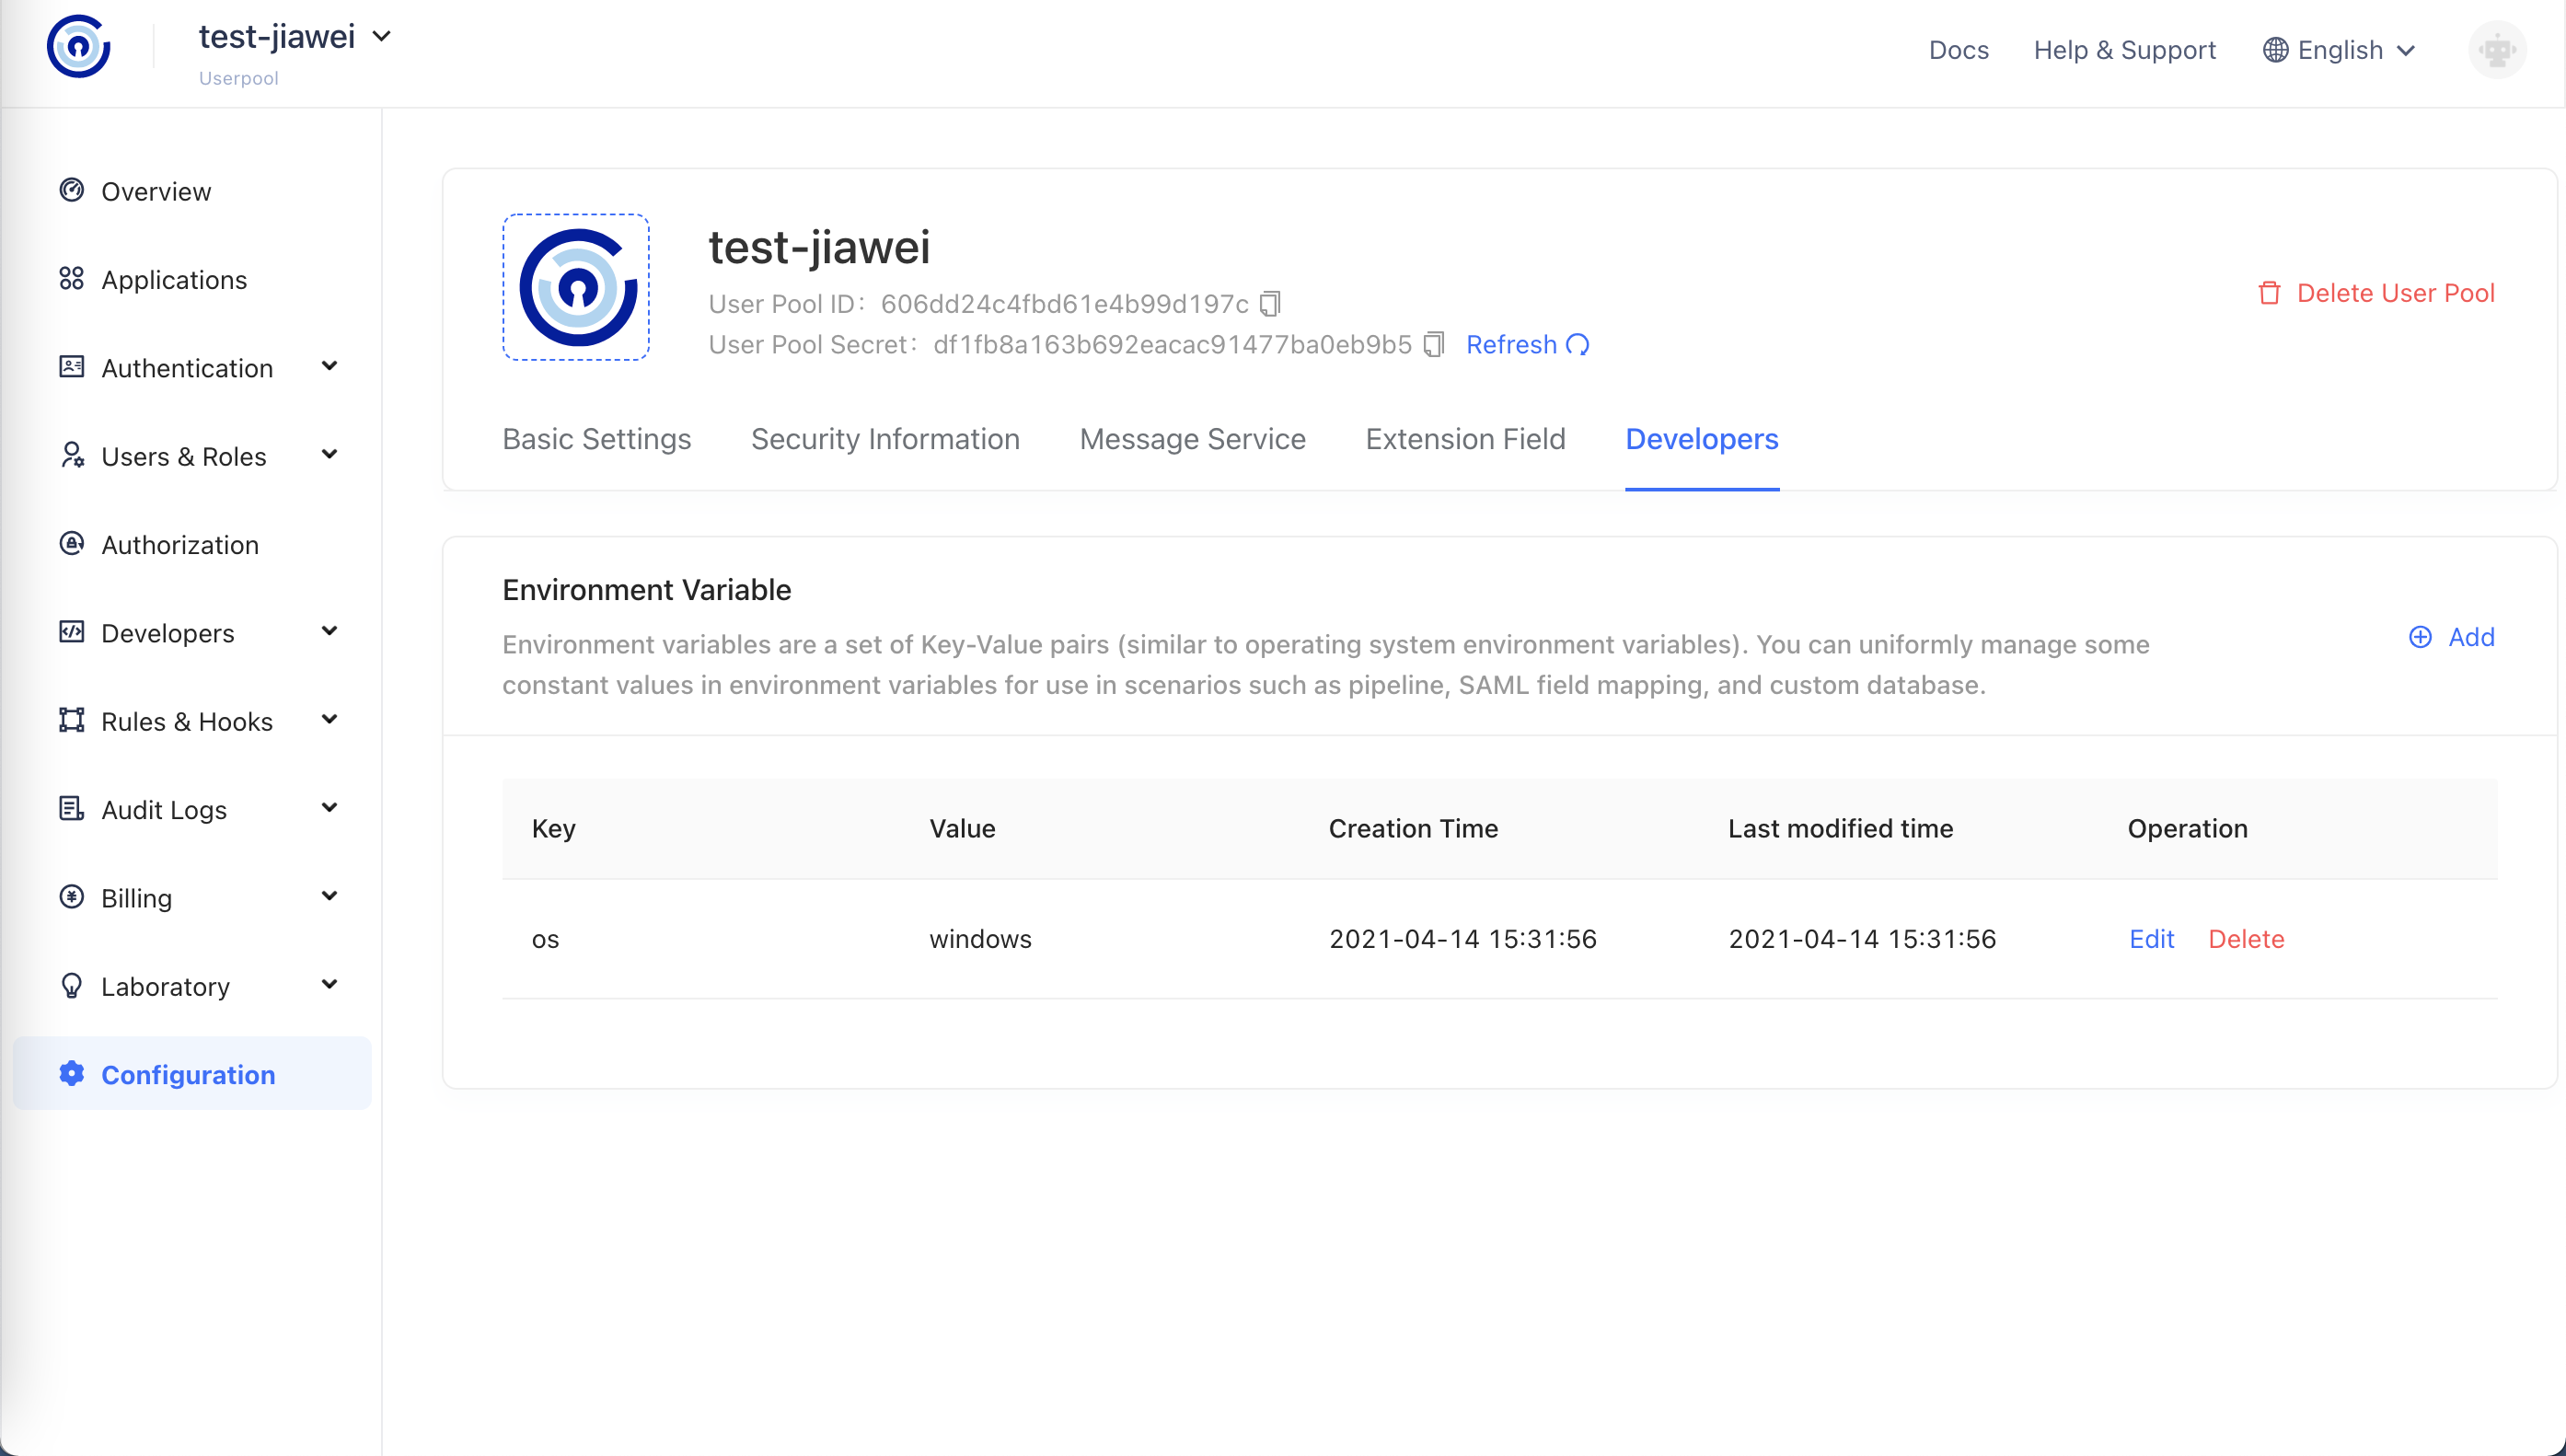 test-jiawei
Userpool
Docs Help & Support English
Overview
Applications
Authentication
Users & Roles
Authorization
Developers
Rules & Hooks
Audit Logs
Billing
Laboratory
Configuration
test-jiawei
User Pool ID: 606dd24c4fbd61e4b99d197c
User Pool Secret: df1fb8a163b692eacac91477ba0eb9b5 Refresh
Delete User Pool
Basic Settings Security Information Message Service Extension Field Developers
Environment Variable
Environment variables are a set of Key-Value pairs (similar to operating system environment variables). You can uniformly manage some
constant values in environment variables for use in scenarios such as pipeline, SAML field mapping, and custom database.
Add
Key Value Creation Time Last modified time Operation
os windows 2021-04-14 15:31:56 2021-04-14 15:31:56 Edit Delete